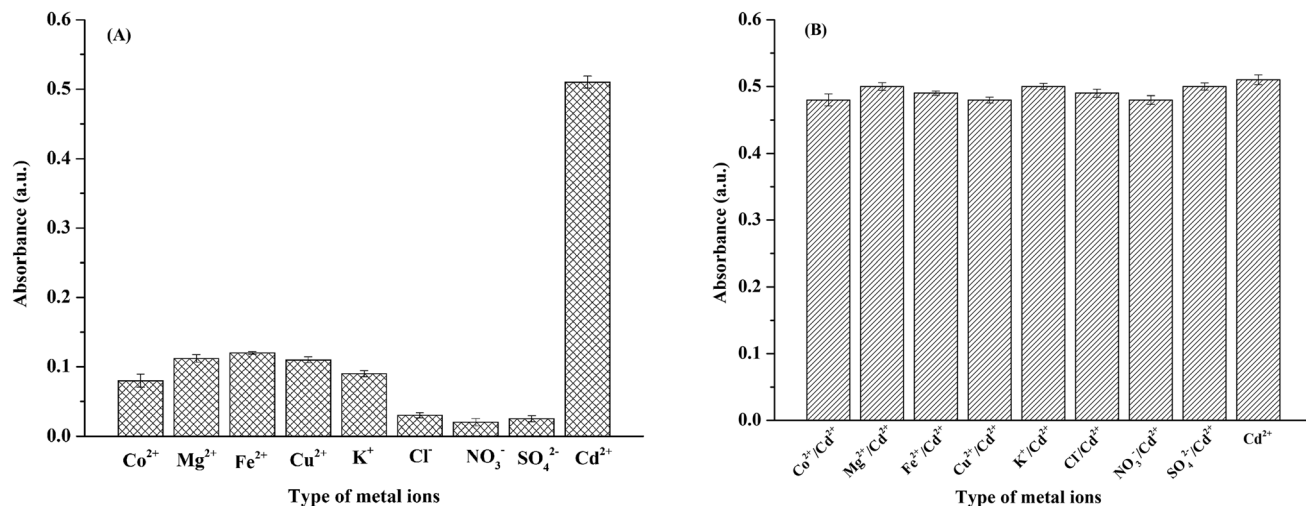 (A)
Absorbance (a.u.)
0.6
0.5
0.4
0.3
0.2
0.1
0.0
Co²⁺ Mg²⁺ Fe²⁺ Cu²⁺ K⁺ Cl⁻ NO₃⁻ SO₄²⁻ Cd²⁺
Type of metal ions
(B)
Absorbance (a.u.)
0.6
0.5
0.4
0.3
0.2
0.1
0.0
Co²⁺/Cd²⁺ Mg²⁺/Cd²⁺ Fe²⁺/Cd²⁺ Cu²⁺/Cd²⁺ K⁺/Cd²⁺ Cl⁻/Cd²⁺ NO₃⁻/Cd²⁺ SO₄²⁻/Cd²⁺ Cd²⁺
Type of metal ions